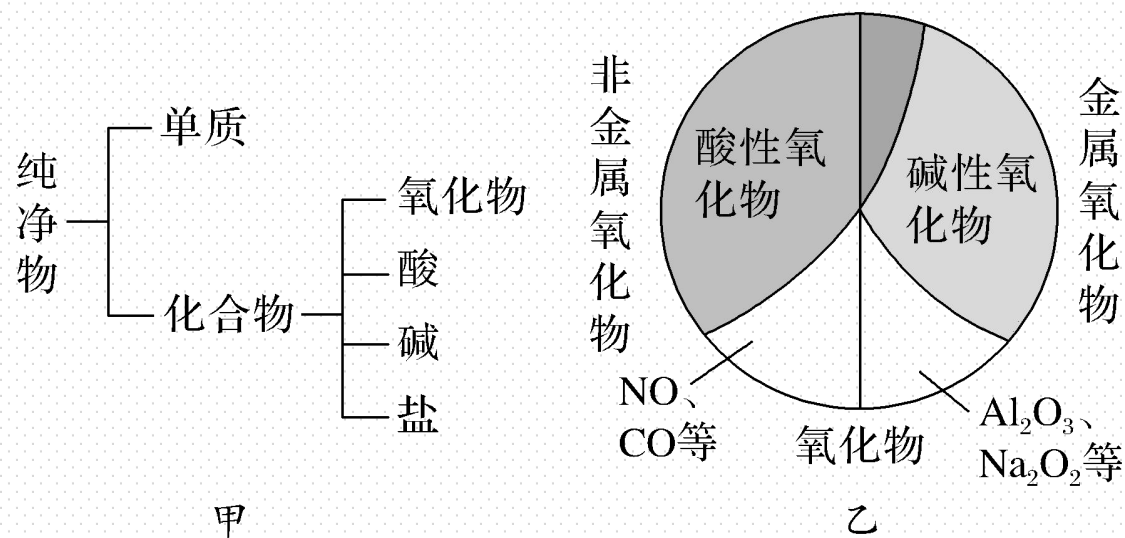 纯净物
单质
化合物
氧化物
酸
碱
盐
甲
非金属氧化物
酸性氧
化物
碱性氧
化物
金属氧化物
NO、
CO等
氧化物
Al₂O₃、
Na₂O₂等
乙